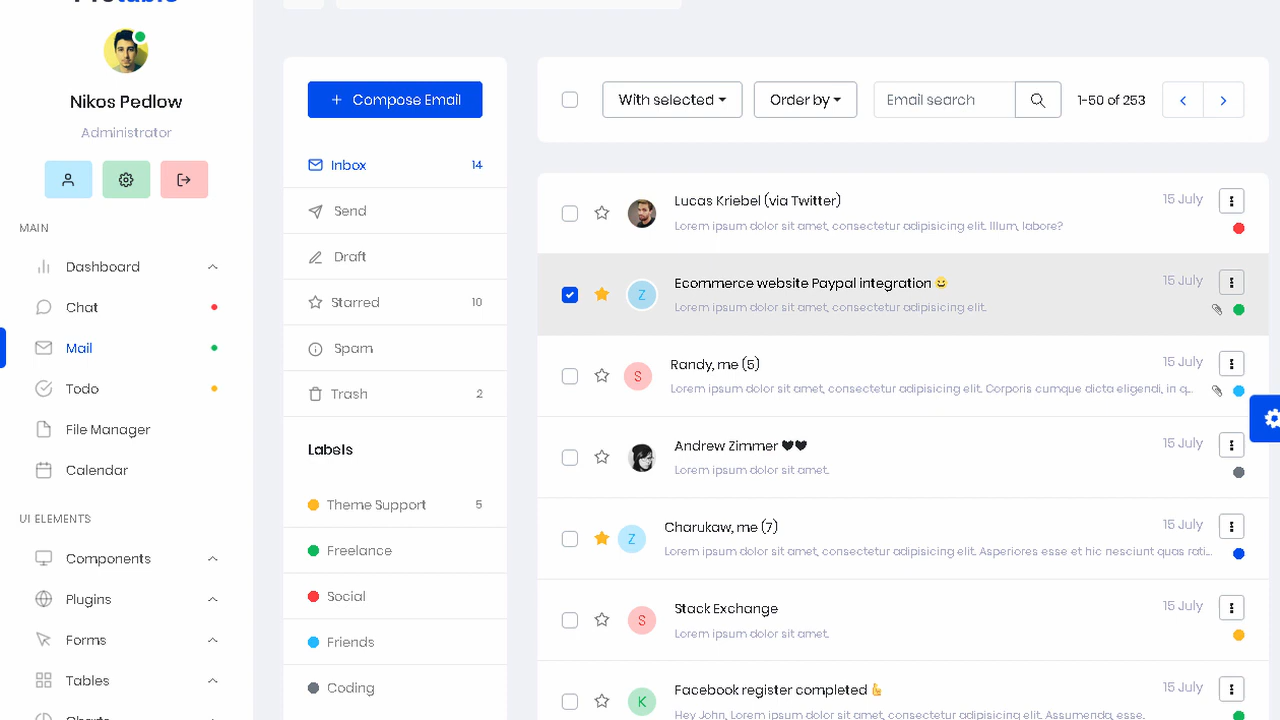 Nikos Pedlow
Administrator
MAIN
Dashboard
Chat
Mail
Todo
File Manager
Calendar
UI ELEMENTS
Components
Plugins
Forms
Tables
+ Compose Email
Inbox 14
Send
Draft
Starred 10
Spam
Trash 2
Labels
Theme Support 5
Freelance
Social
Friends
Coding
With selected
Order by
Email search
1-50 of 253
Lucas Kriebel (via Twitter) 15 July
Lorem ipsum dolor sit amet, consectetur adipisicing elit. Illum, labore?
Z
Ecommerce website Paypal integration 😀 15 July
Lorem ipsum dolor sit amet, consectetur adipisicing elit.
S
Randy, me (5) 15 July
Lorem ipsum dolor sit amet, consectetur adipisicing elit. Corporis cumque dicta eligendi, in q...
Andrew Zimmer 🖤🖤 15 July
Lorem ipsum dolor sit amet.
Z
Charukaw, me (7) 15 July
Lorem ipsum dolor sit amet, consectetur adipisicing elit. Asperiores esse et hic nesciunt quas rati...
S
Stack Exchange 15 July
Lorem ipsum dolor sit amet.
K
Facebook register completed 💪 15 July
Hey John, Lorem ipsum dolor sit amet, consectetur adipisicing elit. Assumenda, esse.